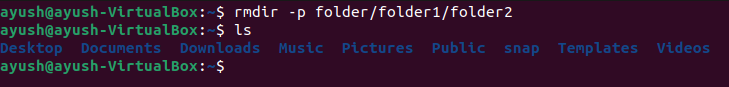 ayush@ayush-VirtualBox:~$ rmdir -p folder/folder1/folder2
ayush@ayush-VirtualBox:~$ ls
Desktop  Documents  Downloads  Music  Pictures  Public  snap  Templates  Videos
ayush@ayush-VirtualBox:~$